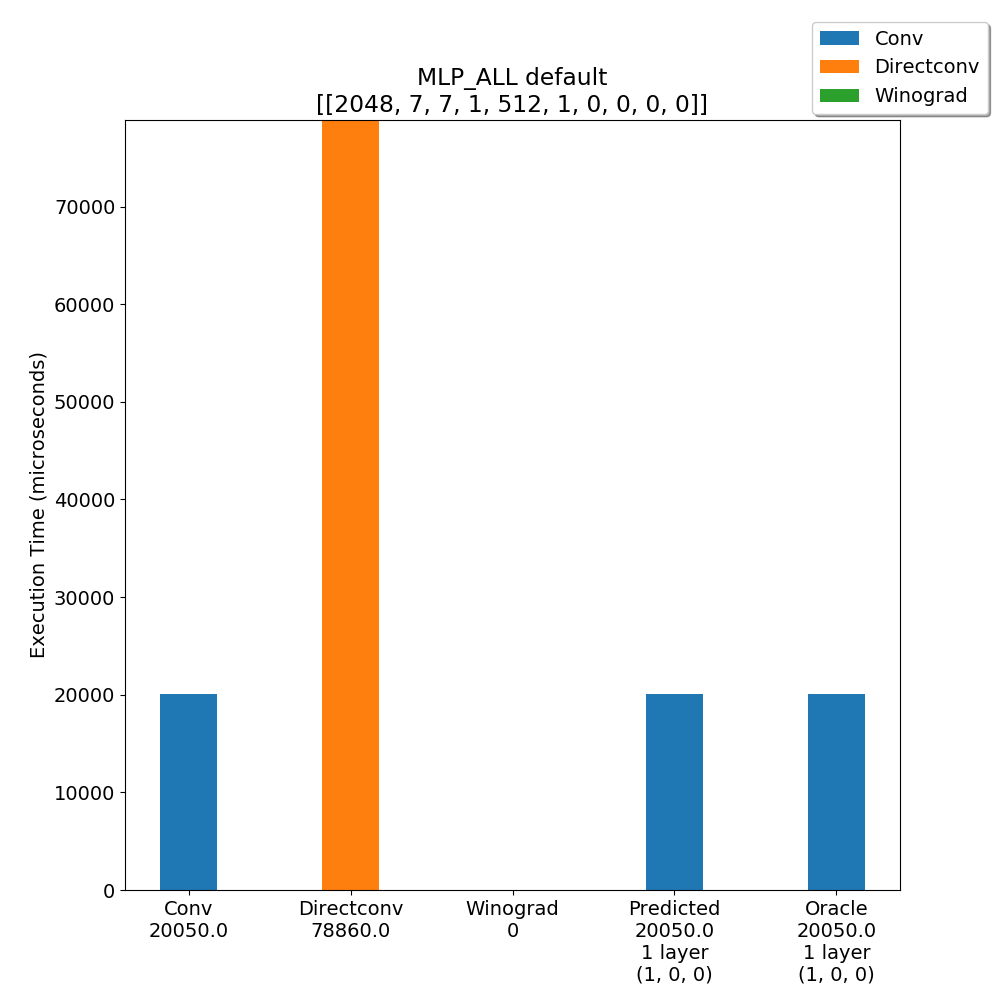 Conv
Directconv
Winograd
MLP_ALL default
[[2048, 7, 7, 1, 512, 1, 0, 0, 0, 0]]
Execution Time (microseconds)
70000
60000
50000
40000
30000
20000
10000
0
Conv
20050.0
Directconv
78860.0
Winograd
0
Predicted
20050.0
1 layer
(1, 0, 0)
Oracle
20050.0
1 layer
(1, 0, 0)